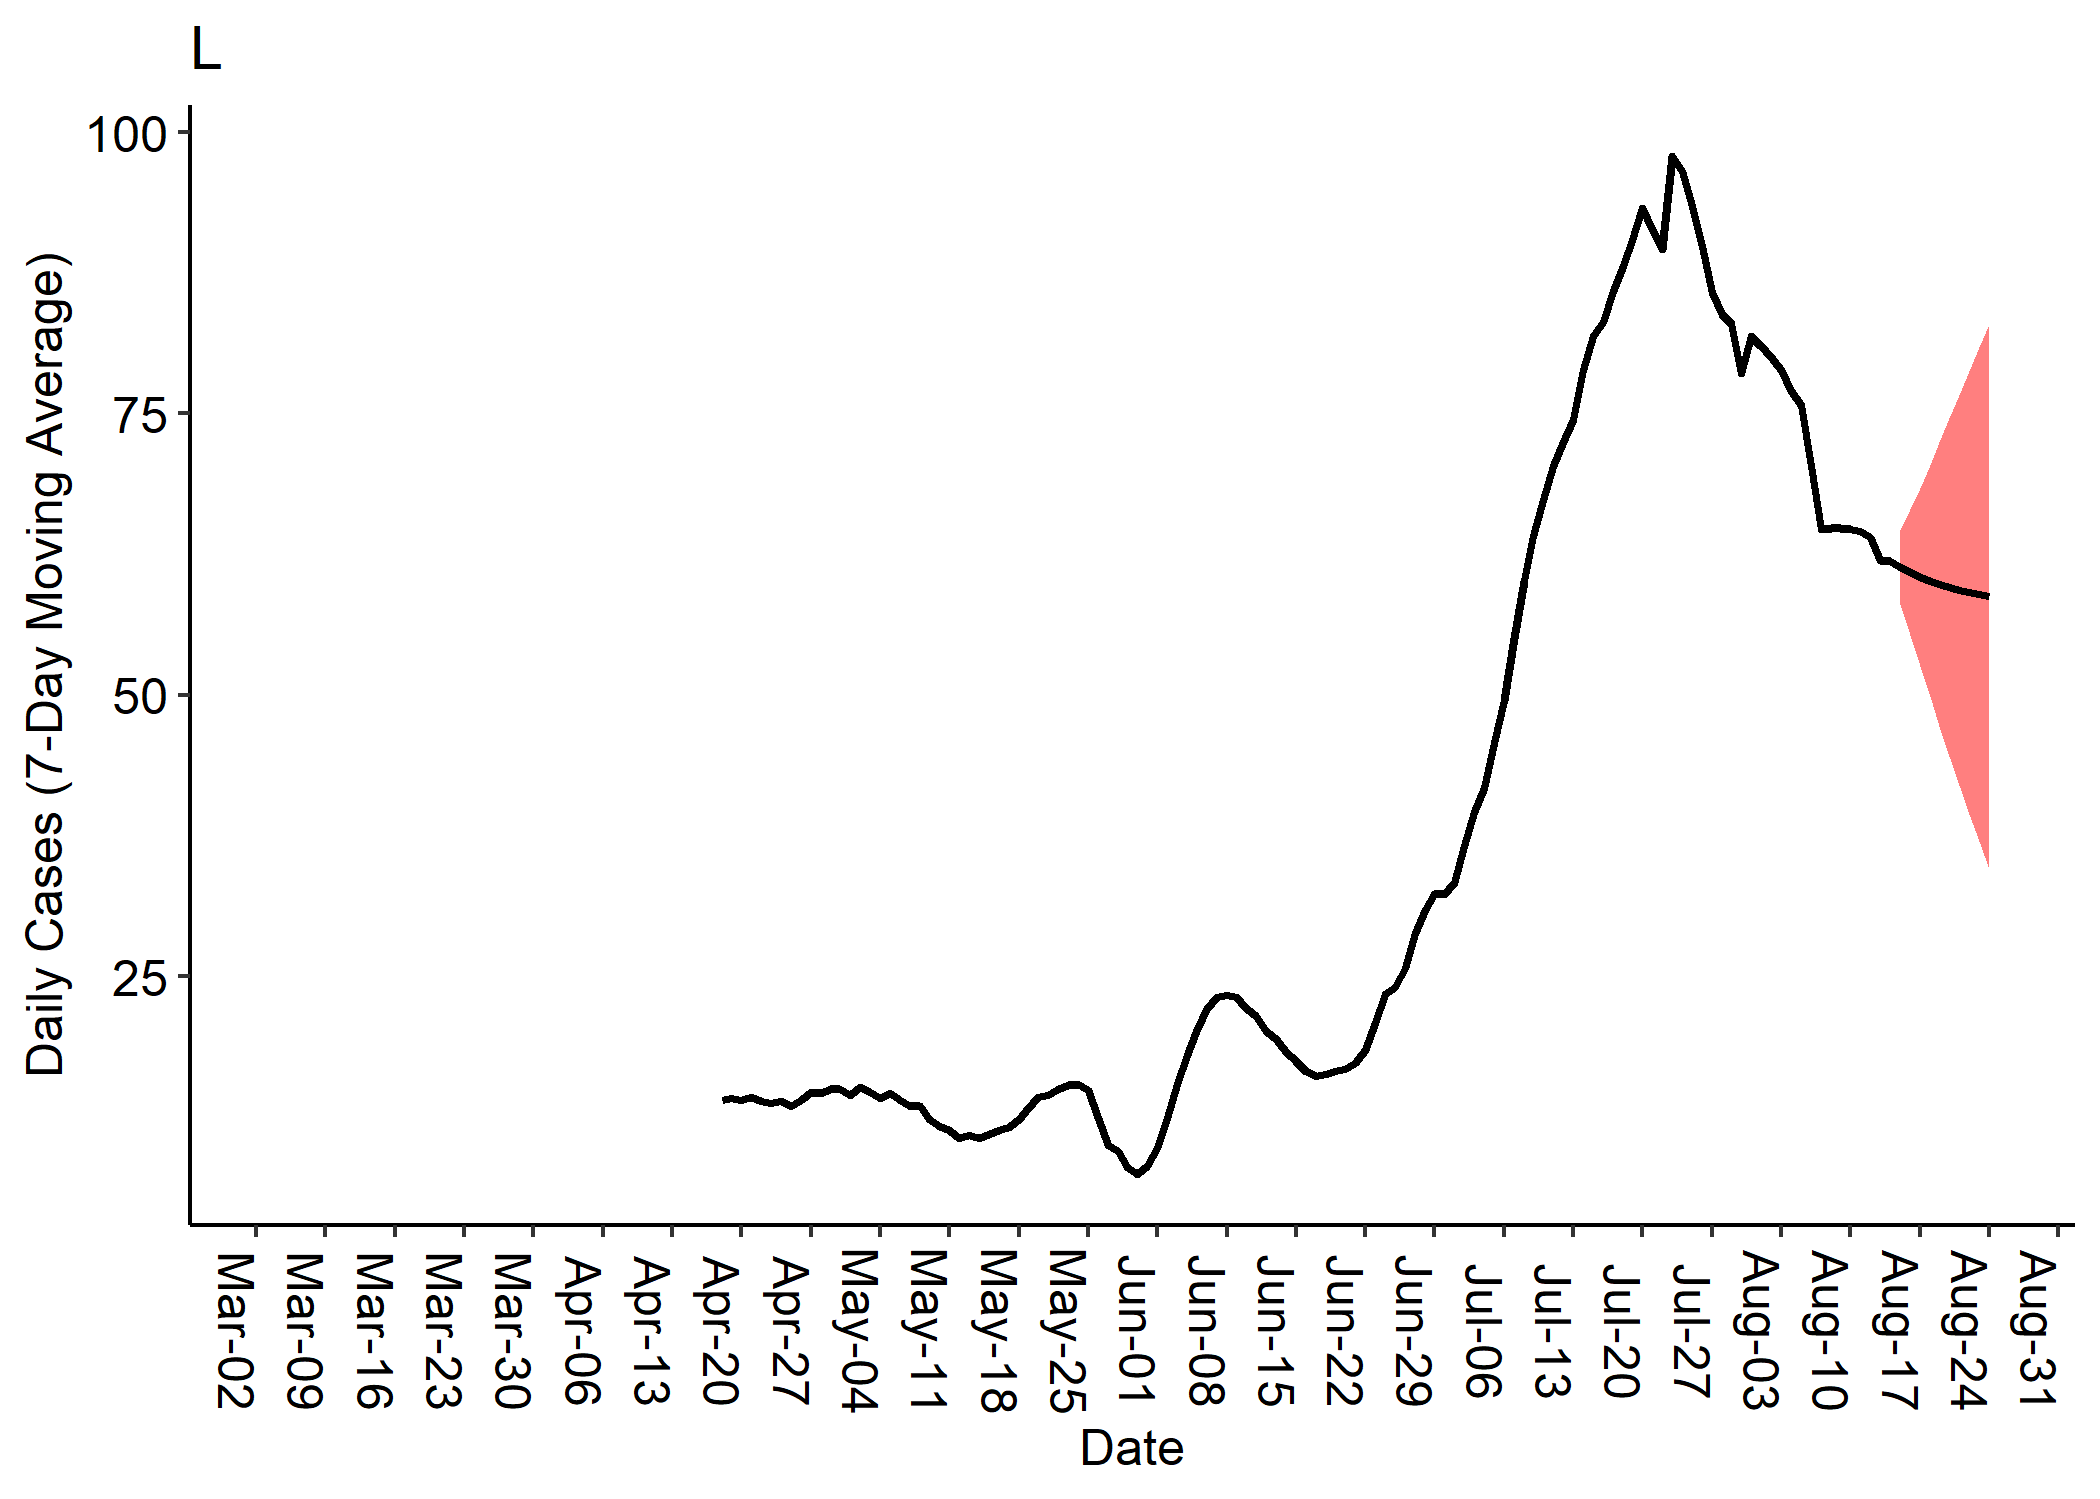 L
Daily Cases (7-Day Moving Average)
100
75
50
25
Mar-02
Mar-09
Mar-16
Mar-23
Mar-30
Apr-06
Apr-13
Apr-20
Apr-27
May-04
May-11
May-18
May-25
Jun-01
Jun-08
Jun-15
Jun-22
Jun-29
Jul-06
Jul-13
Jul-20
Jul-27
Aug-03
Aug-10
Aug-17
Aug-24
Aug-31
Date